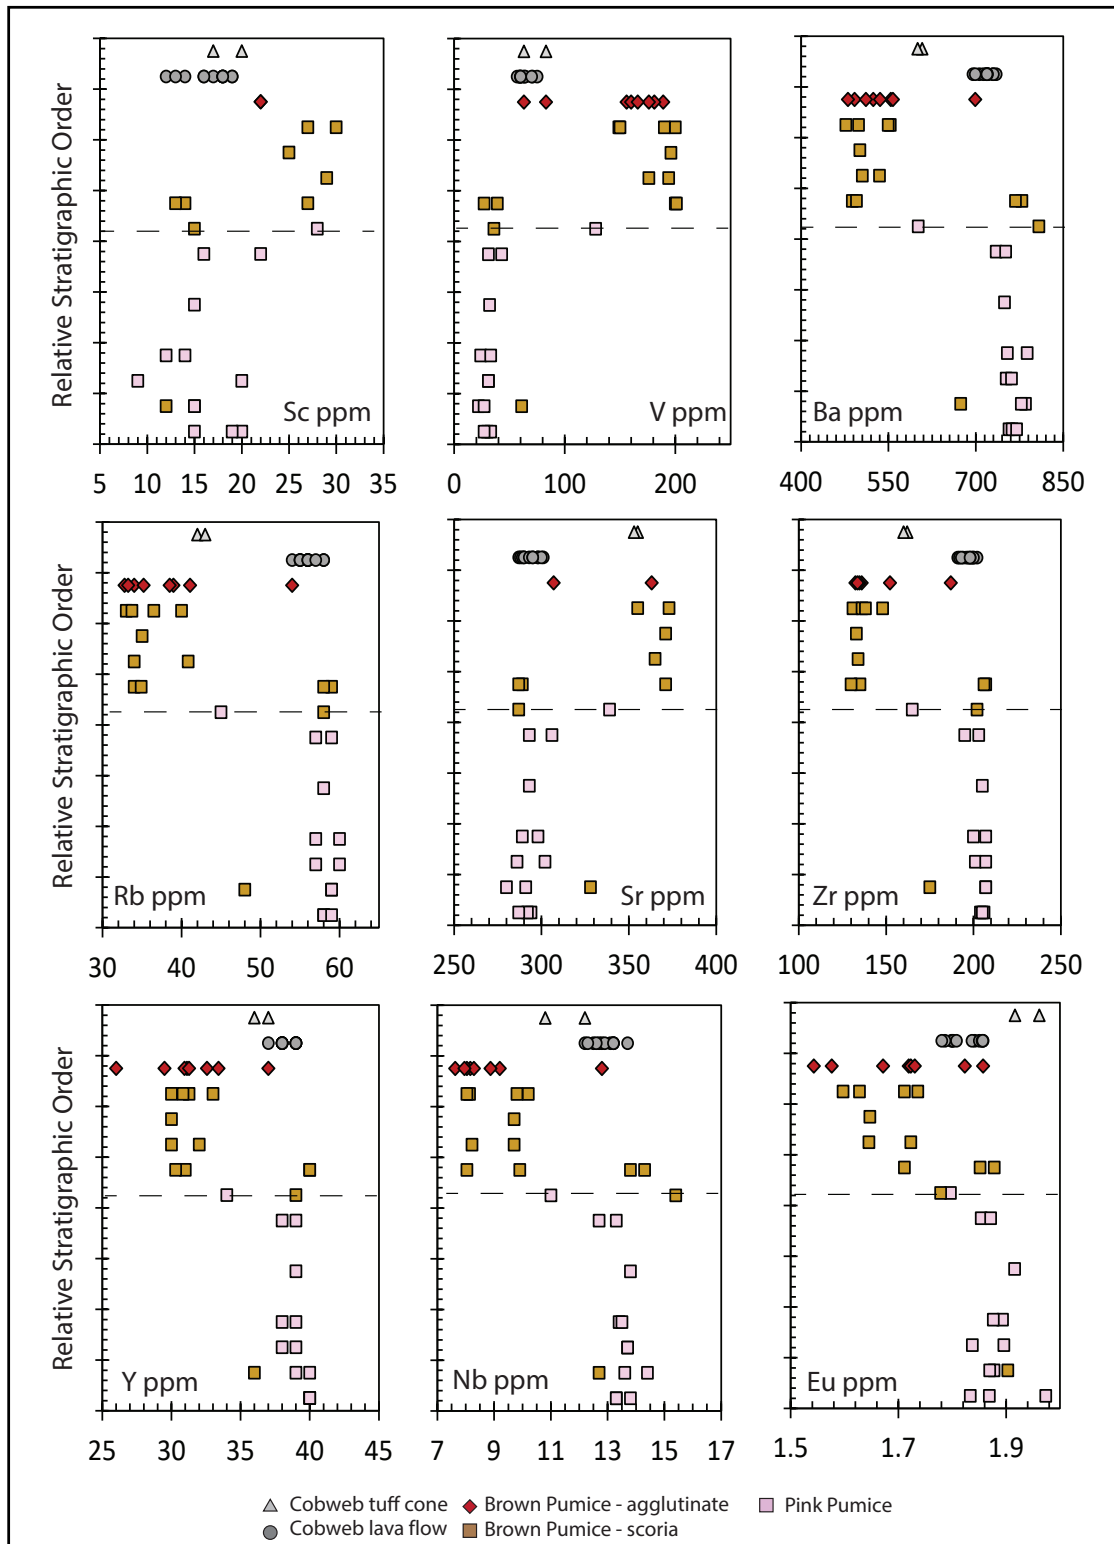 Relative Stratigraphic Order
Sc ppm
V ppm
Ba ppm
5 10 15 20 25 30 35
0 100 200
400 550 700 850
Relative Stratigraphic Order
Rb ppm
Sr ppm
Zr ppm
30 40 50 60
250 300 350 400
100 150 200 250
Relative Stratigraphic Order
Y ppm
Nb ppm
Eu ppm
25 30 35 40 45
7 9 11 13 15 17
1.5 1.7 1.9
Cobweb tuff cone
Brown Pumice - agglutinate
Pink Pumice
Cobweb lava flow
Brown Pumice - scoria